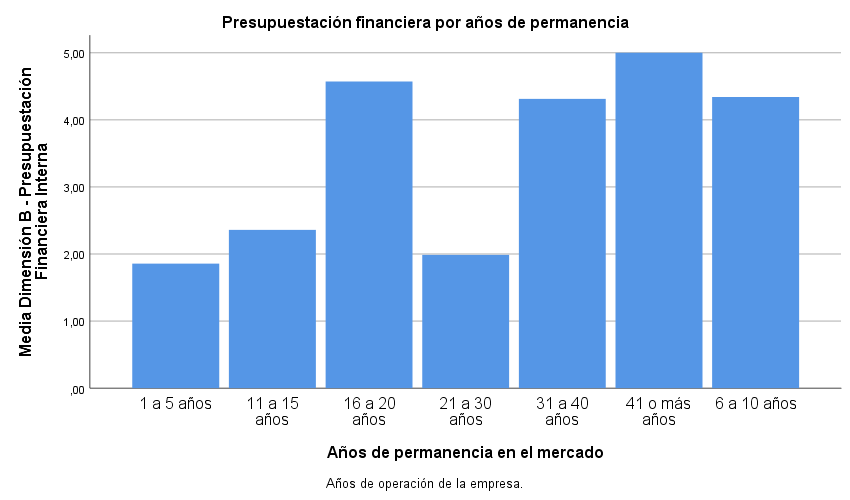 Presupuestación financiera por años de permanencia
Media Dimensión B - Presupuestación
Financiera Interna
5,00
4,00
3,00
2,00
1,00
,00
1 a 5 años
11 a 15
años
16 a 20
años
21 a 30
años
31 a 40
años
41 o más
años
6 a 10 años
Años de permanencia en el mercado
Años de operación de la empresa.